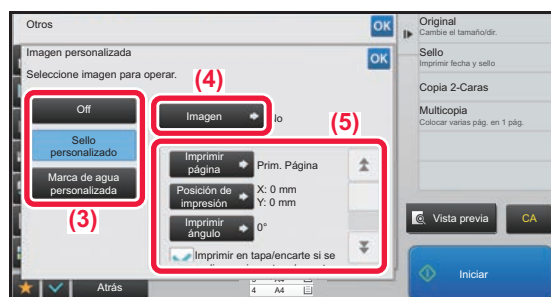 Otros
OK
Imagen personalizada
OK
Seleccione imagen para operar.
(4)
Off
Sello
personalizado
Marca de agua
personalizada
(3)
Imagen
(5)
Imprimir
página
Prim. Página
Posición de
impresión
X: 0 mm
Y: 0 mm
Imprimir
ángulo
0°
Imprimir en tapa/encarte si se
Atrás
4 A4
Original
Cambie el tamaño/dir.
Sello
Imprimir fecha y sello
Copia 2-Caras
Multicopia
Colocar varias pág. en 1 pág.
Vista previa
CA
Iniciar